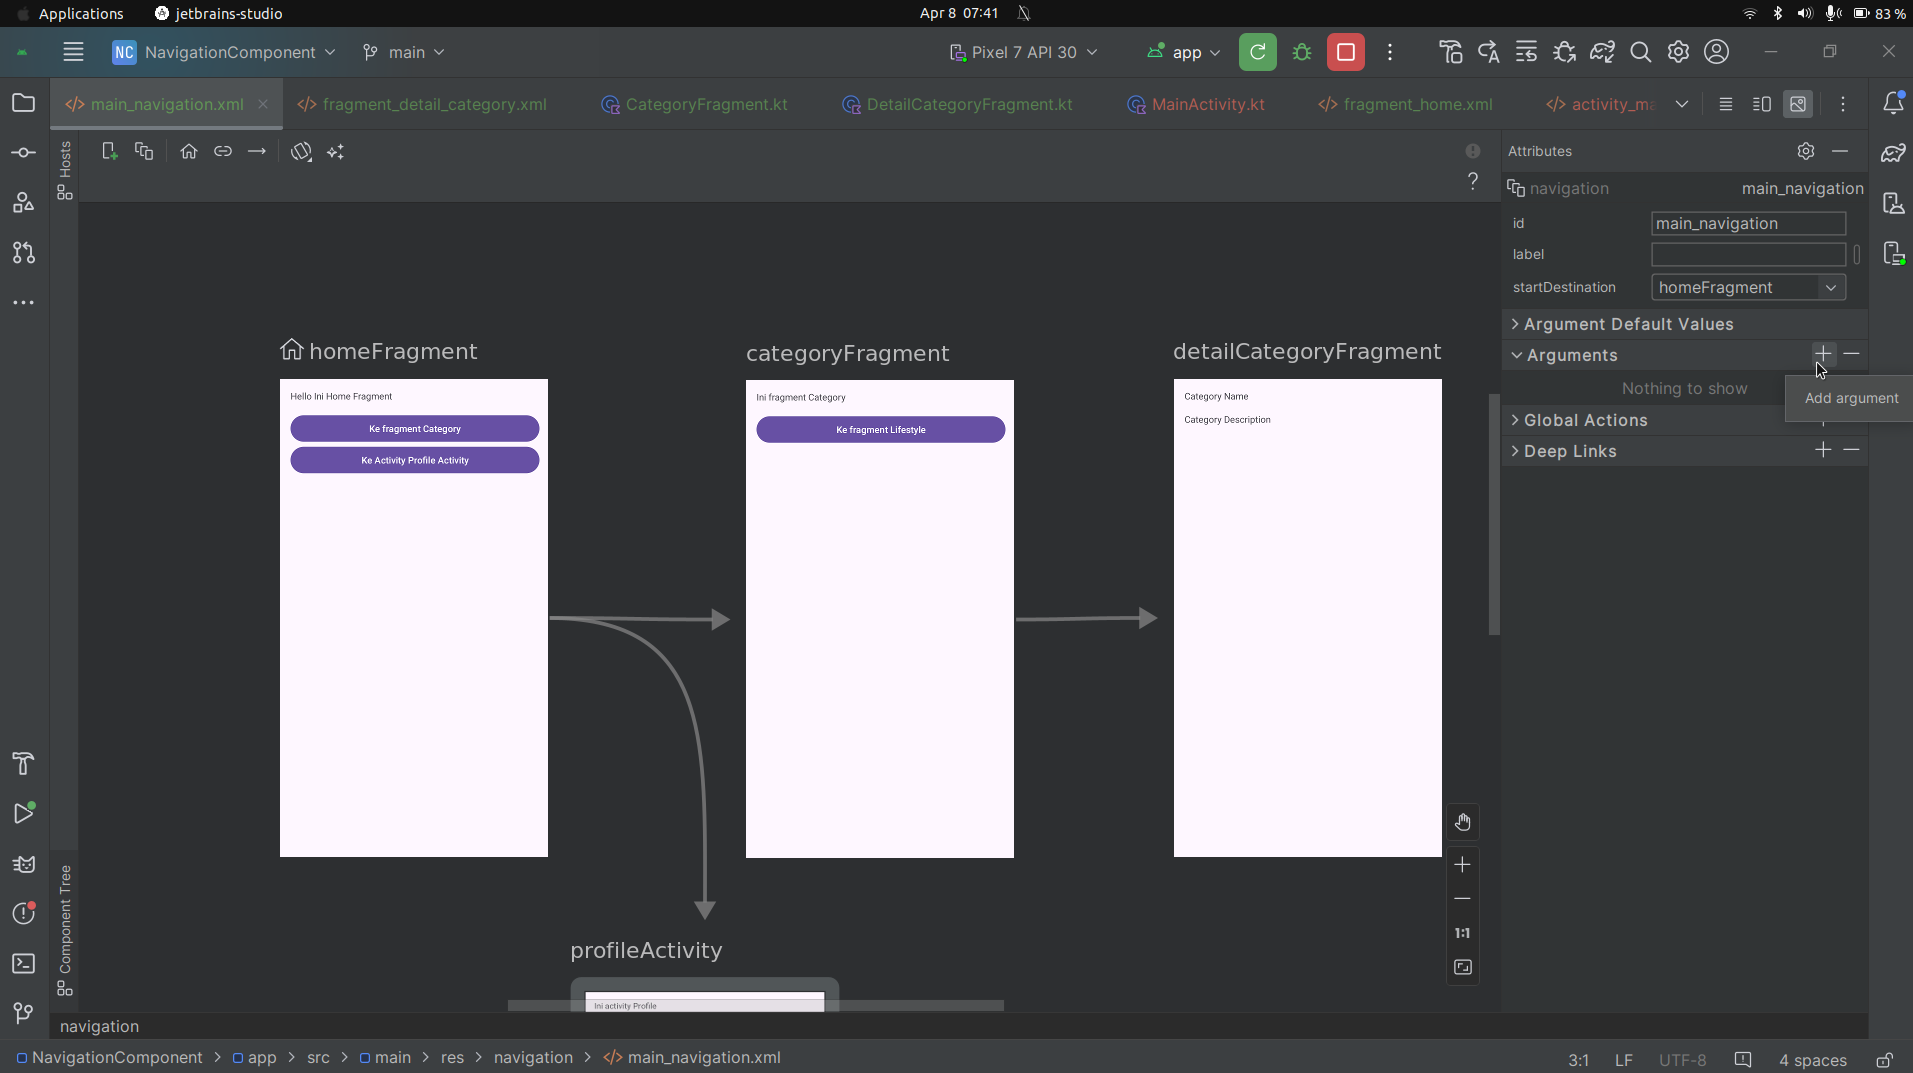 Applications jetbrains-studio Apr 8 07:41 83 %
NC NavigationComponent main Pixel 7 API 30 app
main_navigation.xml fragment_detail_category.xml CategoryFragment.kt DetailCategoryFragment.kt MainActivity.kt fragment_home.xml activity_ma
Hosts
Attributes
?
navigation main_navigation
id main_navigation
label
startDestination homeFragment
Argument Default Values
Arguments
Nothing to show
Add argument
Global Actions
Deep Links
homeFragment
Hello Ini Home Fragment
Ke fragment Category
Ke Activity Profile Activity
categoryFragment
Ini fragment Category
Ke fragment Lifestyle
detailCategoryFragment
Category Name
Category Description
profileActivity
Ini activity Profile
1:1
Component Tree
navigation
NavigationComponent > app > src > main > res > navigation > main_navigation.xml
3:1 LF UTF-8 4 spaces